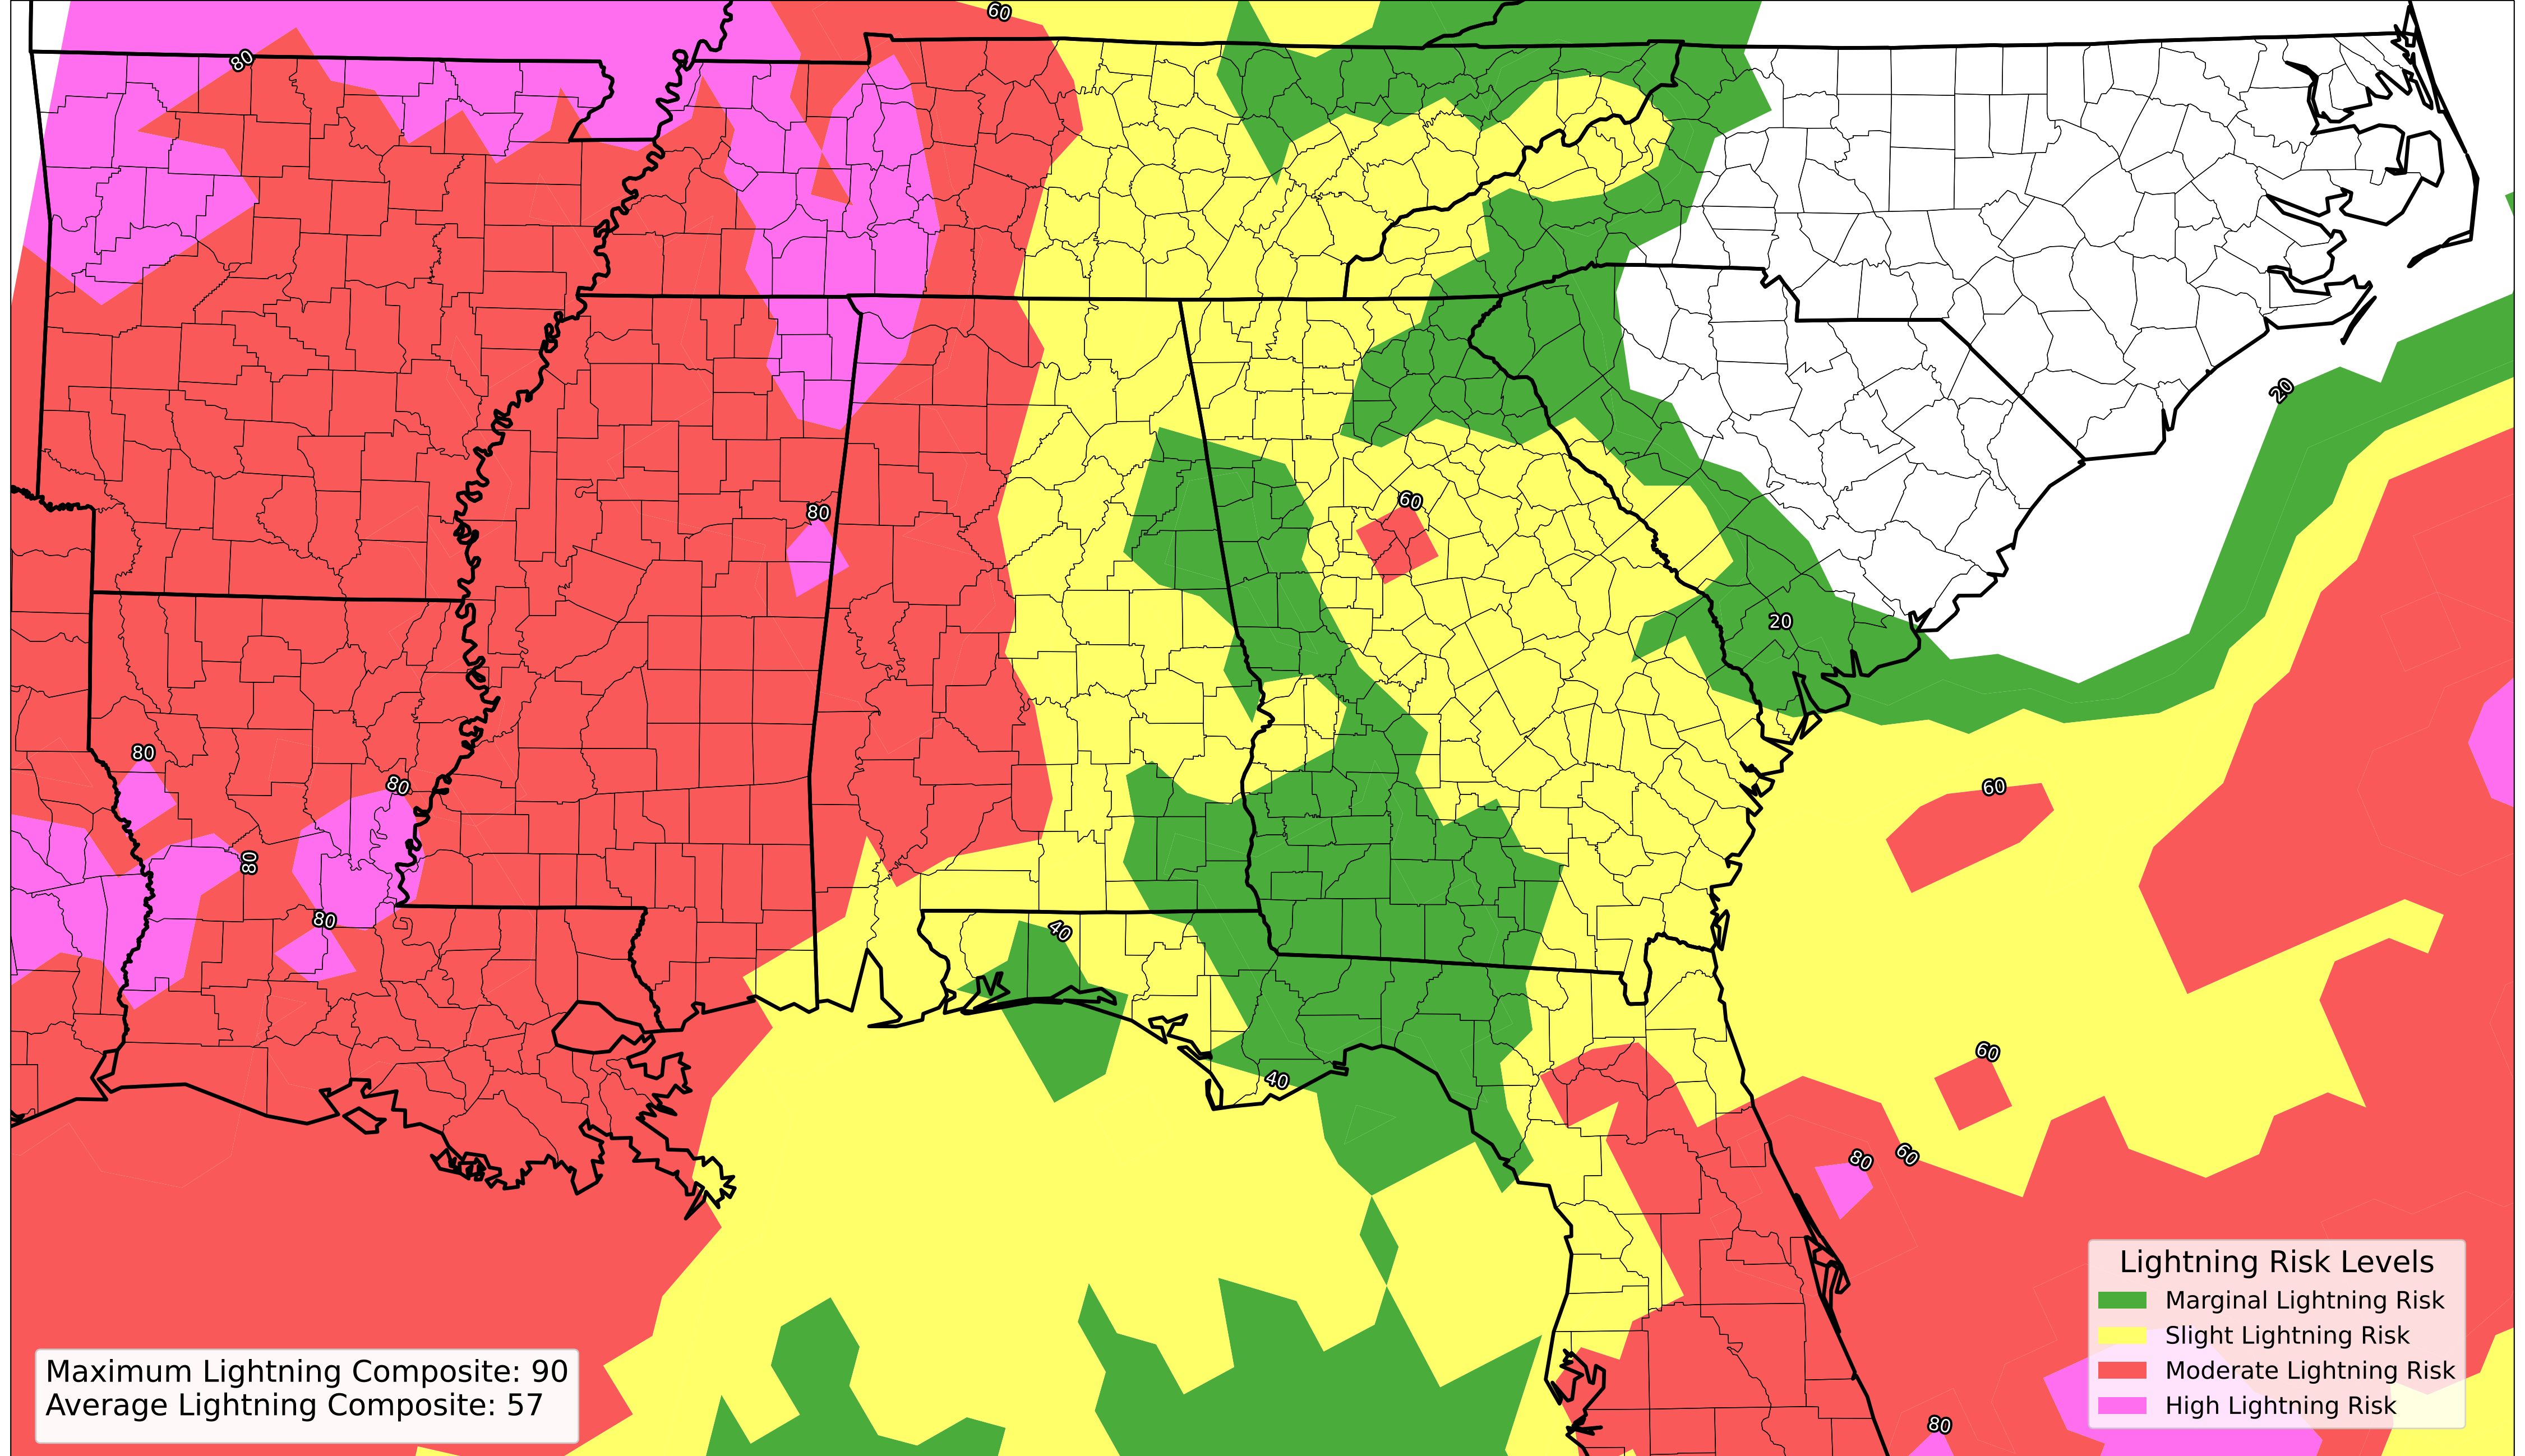 60
80
60
80
20
20
80
80
60
80
80
40
60
40
80
60
80
Lightning Risk Levels
Marginal Lightning Risk
Slight Lightning Risk
Moderate Lightning Risk
High Lightning Risk
Maximum Lightning Composite: 90
Average Lightning Composite: 57